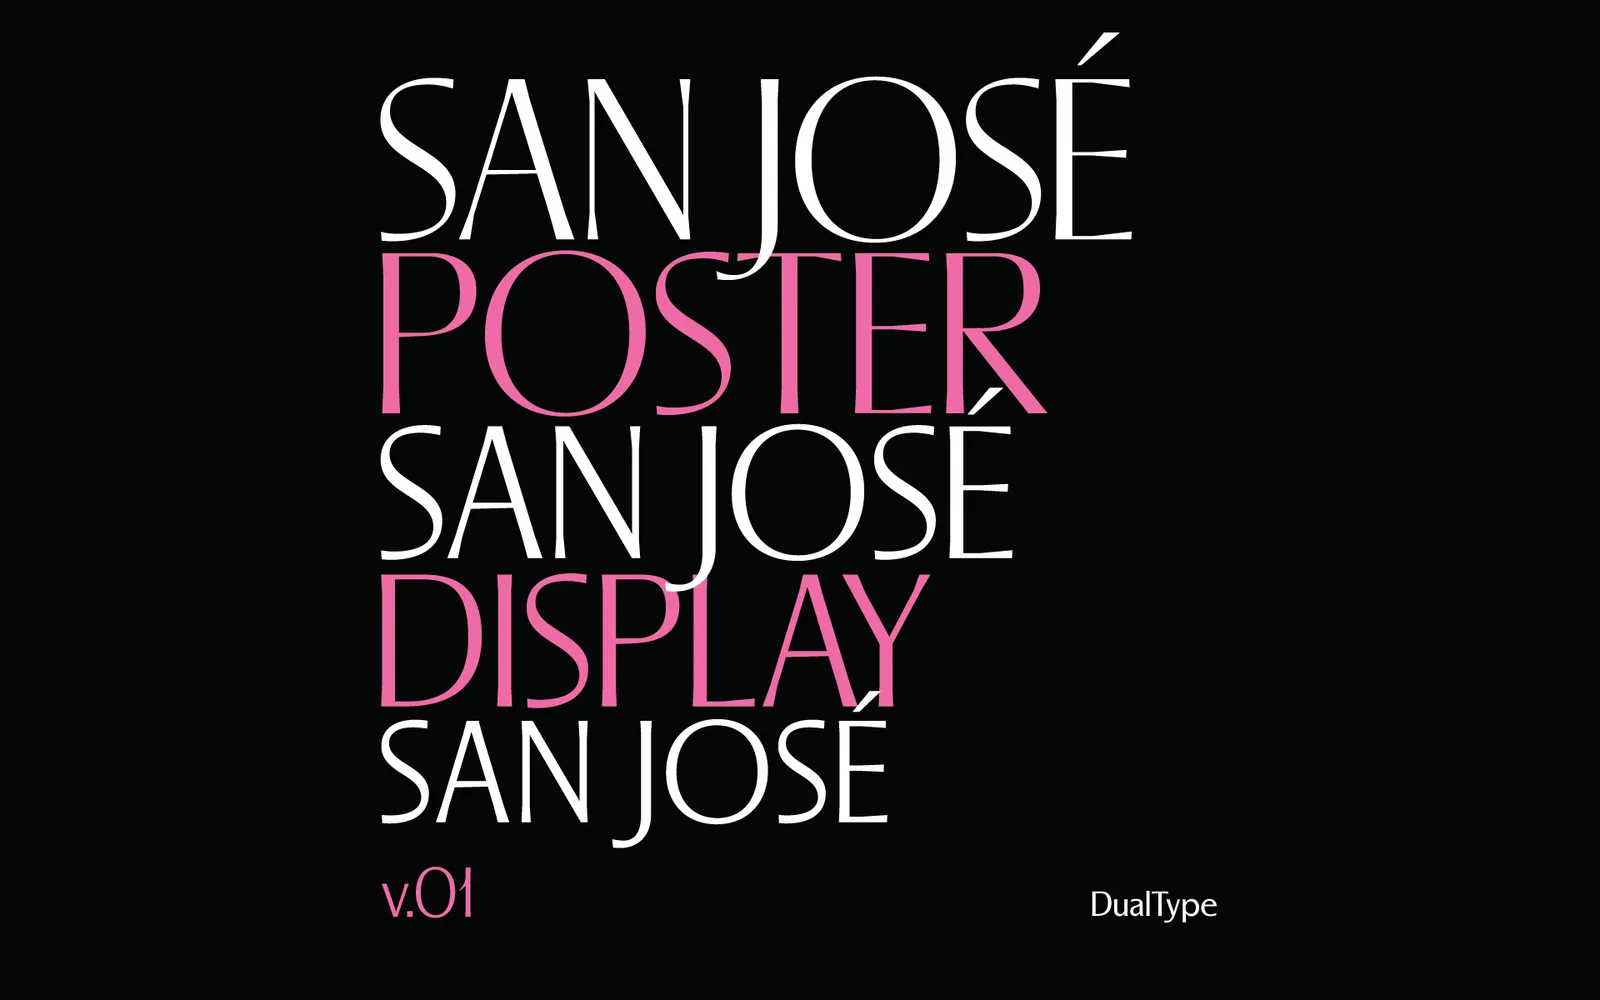 SAN JOSÉ
POSTER
SAN JOSÉ
DISPLAY
SAN JOSÉ
v.01
DualType